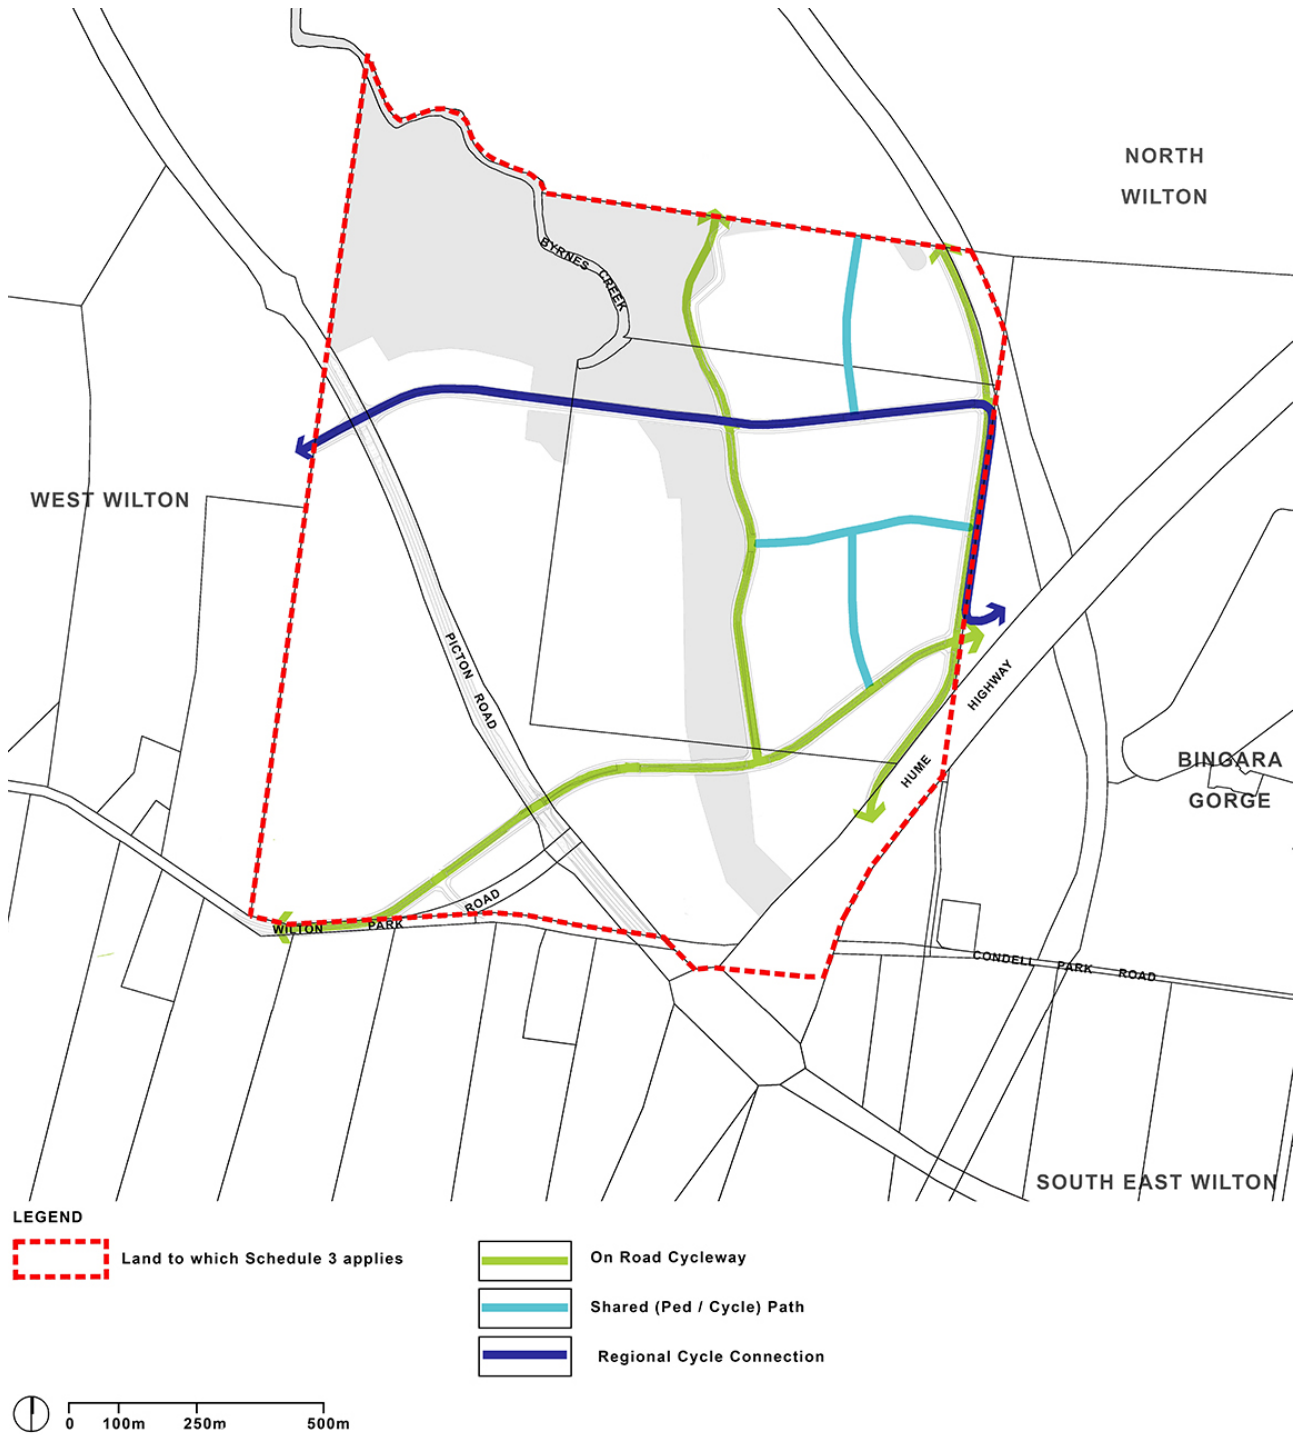 NORTH
WILTON
BYRNES CREEK
WEST WILTON
PICTON ROAD
HUME HIGHWAY
BINGARA
GORGE
WILTON PARK ROAD
CONDELL PARK ROAD
SOUTH EAST WILTON
LEGEND
Land to which Schedule 3 applies
On Road Cycleway
Shared (Ped / Cycle) Path
Regional Cycle Connection
0 100m 250m 500m